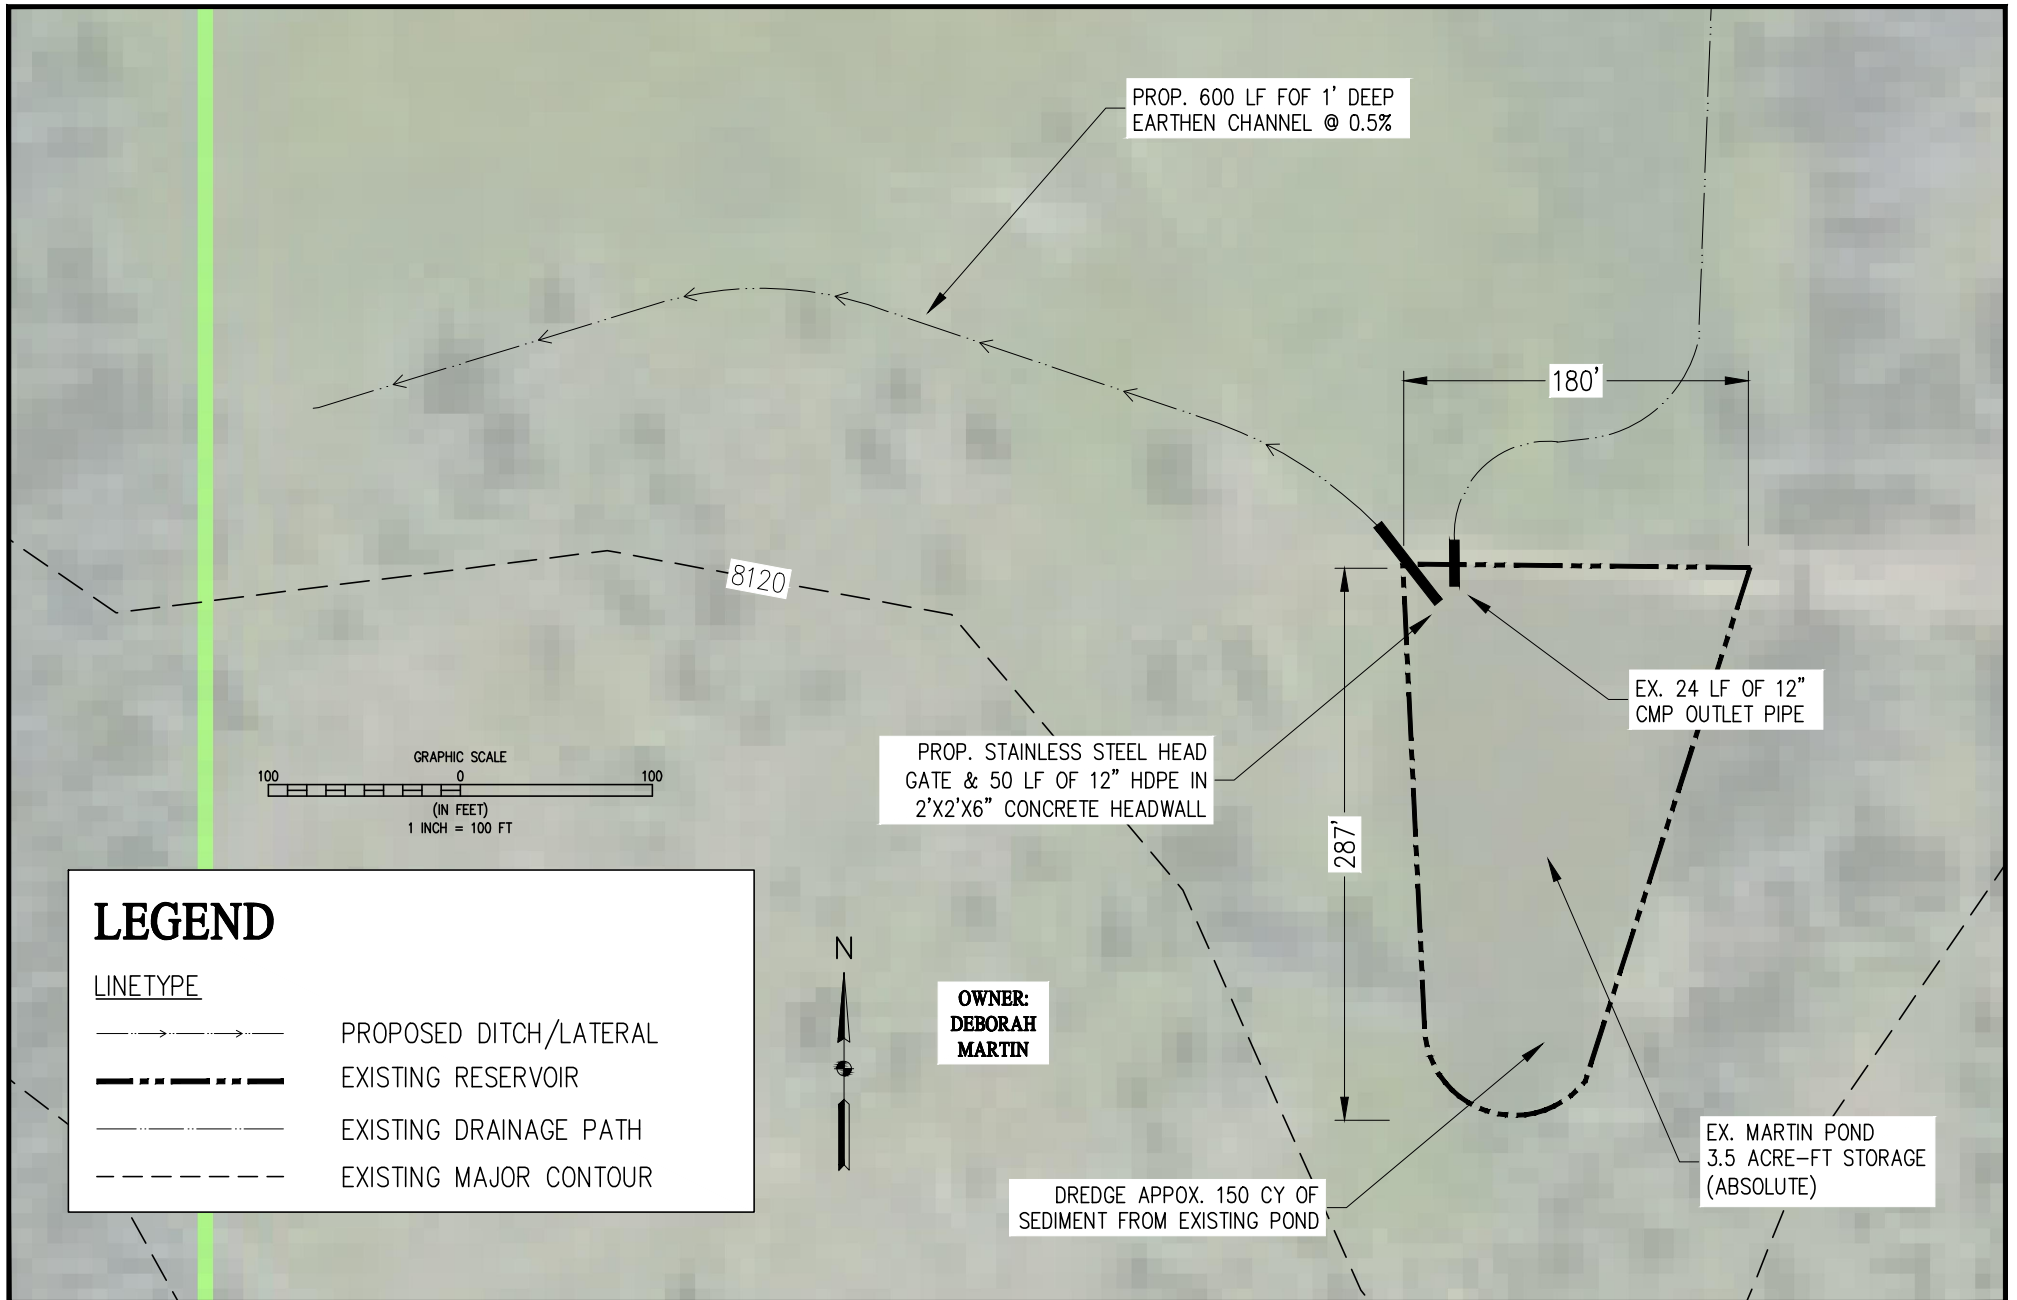 PROP. 600 LF FOF 1' DEEP
EARTHEN CHANNEL @ 0.5%
180'
8120
EX. 24 LF OF 12"
CMP OUTLET PIPE
PROP. STAINLESS STEEL HEAD
GATE & 50 LF OF 12" HDPE IN
2'X2'X6" CONCRETE HEADWALL
287'
GRAPHIC SCALE
100 0 100
(IN FEET)
1 INCH = 100 FT
LEGEND
LINETYPE
PROPOSED DITCH/LATERAL
EXISTING RESERVOIR
EXISTING DRAINAGE PATH
EXISTING MAJOR CONTOUR
N
OWNER:
DEBORAH
MARTIN
EX. MARTIN POND
3.5 ACRE-FT STORAGE
(ABSOLUTE)
DREDGE APPOX. 150 CY OF
SEDIMENT FROM EXISTING POND